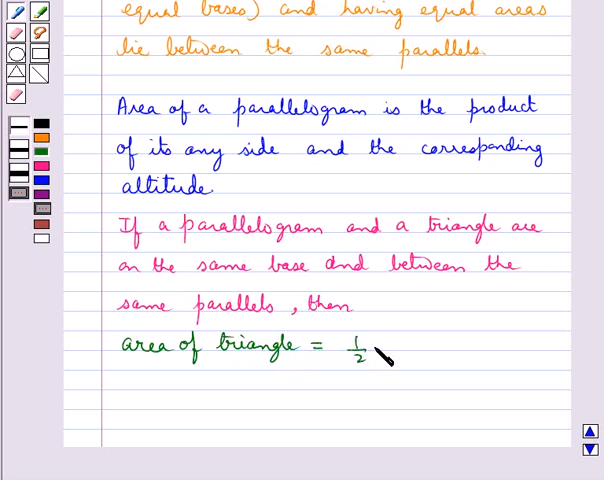 equal bases) and having equal areas
lie between the same parallels.
Area of a parallelogram is the product
of its any side and the corresponding
altitude.
If a parallelogram and a triangle are
on the same base and between the
same parallels, then
area of triangle = 1/2